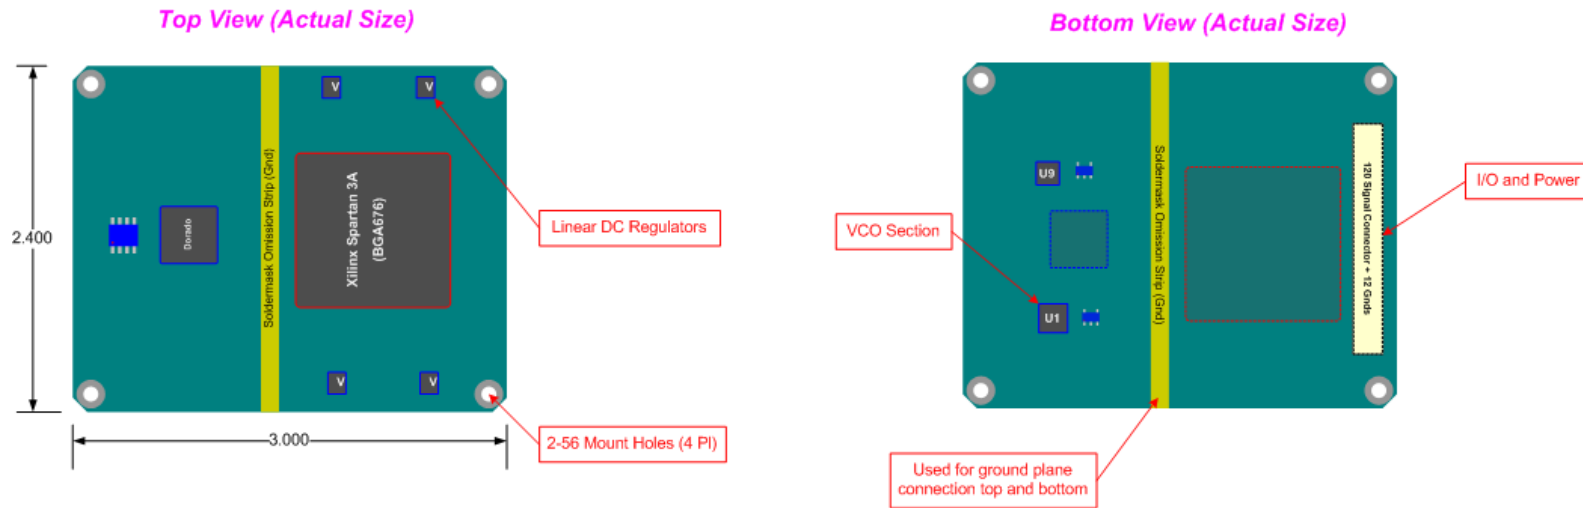 Top View (Actual Size)
2.400
3.000
V
V
V
V
Dorado
Soldermask Omission Strip (Gnd)
Xilinx Spartan 3A
(BGA676)
Linear DC Regulators
2-56 Mount Holes (4 Pl)
Bottom View (Actual Size)
U9
U1
VCO Section
Soldermask Omission Strip (Gnd)
120 Signal Connector + 12 Gnds
I/O and Power
Used for ground plane
connection top and bottom